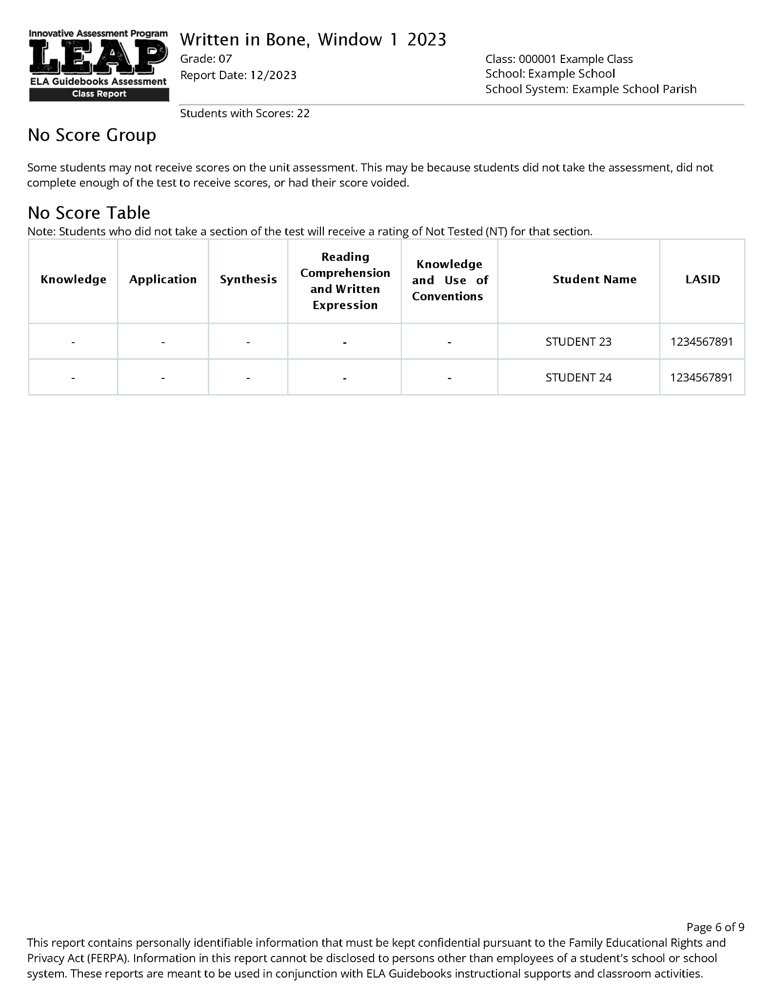 Innovative Assessment Program
LEAP
ELA Guidebooks Assessment
Class Report
Written in Bone, Window 1 2023
Grade: 07
Report Date: 12/2023
Class: 000001 Example Class
School: Example School
School System: Example School Parish
Students with Scores: 22
No Score Group
Some students may not receive scores on the unit assessment. This may be because students did not take the assessment, did not
complete enough of the test to receive scores, or had their score voided.
No Score Table
Note: Students who did not take a section of the test will receive a rating of Not Tested (NT) for that section.
Knowledge
Application
Synthesis
Reading
Comprehension
and Written
Expression
Knowledge
and Use of
Conventions
Student Name
LASID
- - - - - STUDENT 23 1234567891
- - - - - STUDENT 24 1234567891
Page 6 of 9
This report contains personally identifiable information that must be kept confidential pursuant to the Family Educational Rights and
Privacy Act (FERPA). Information in this report cannot be disclosed to persons other than employees of a student's school or school
system. These reports are meant to be used in conjunction with ELA Guidebooks instructional supports and classroom activities.